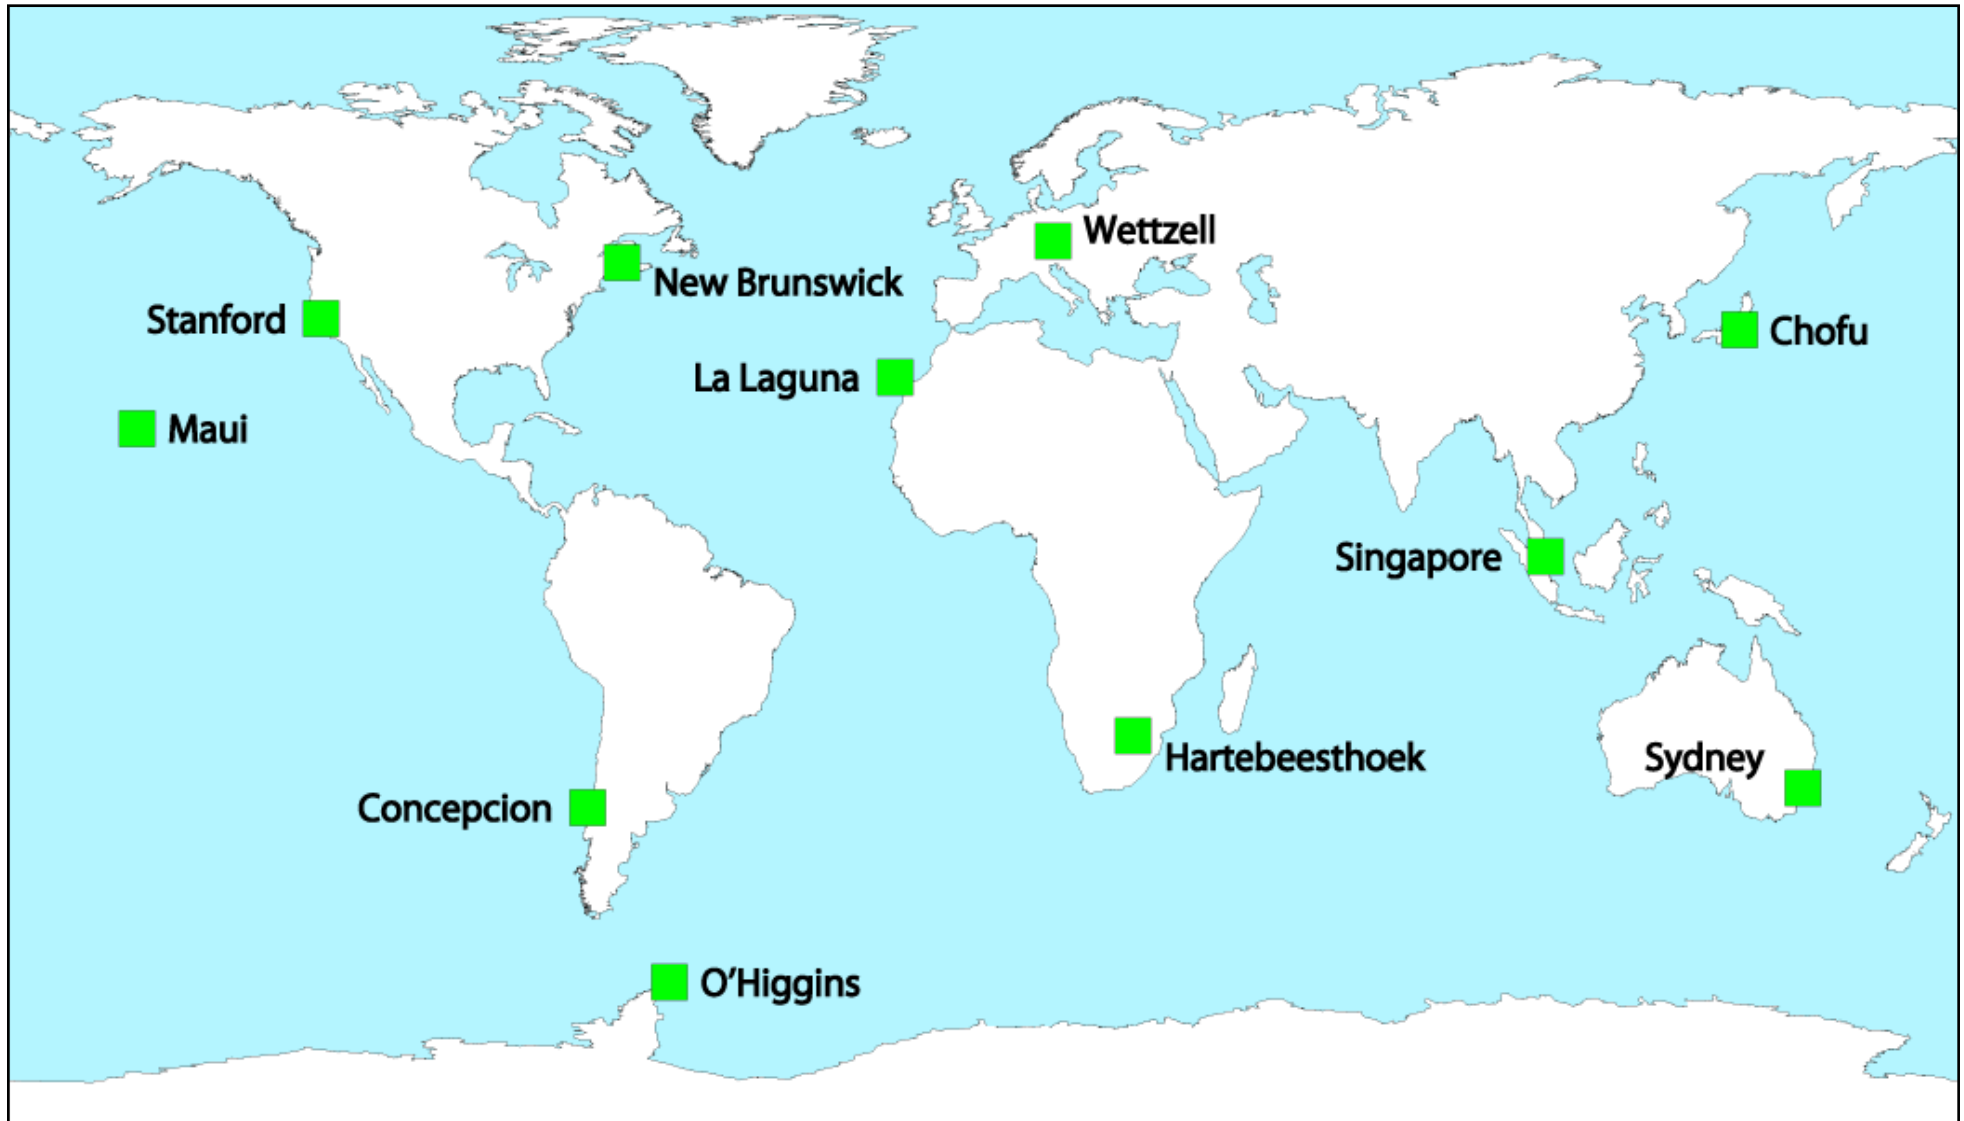 Wettzell
New Brunswick
Stanford
Chofu
La Laguna
Maui
Singapore
Hartebeesthoek
Sydney
Concepcion
O'Higgins